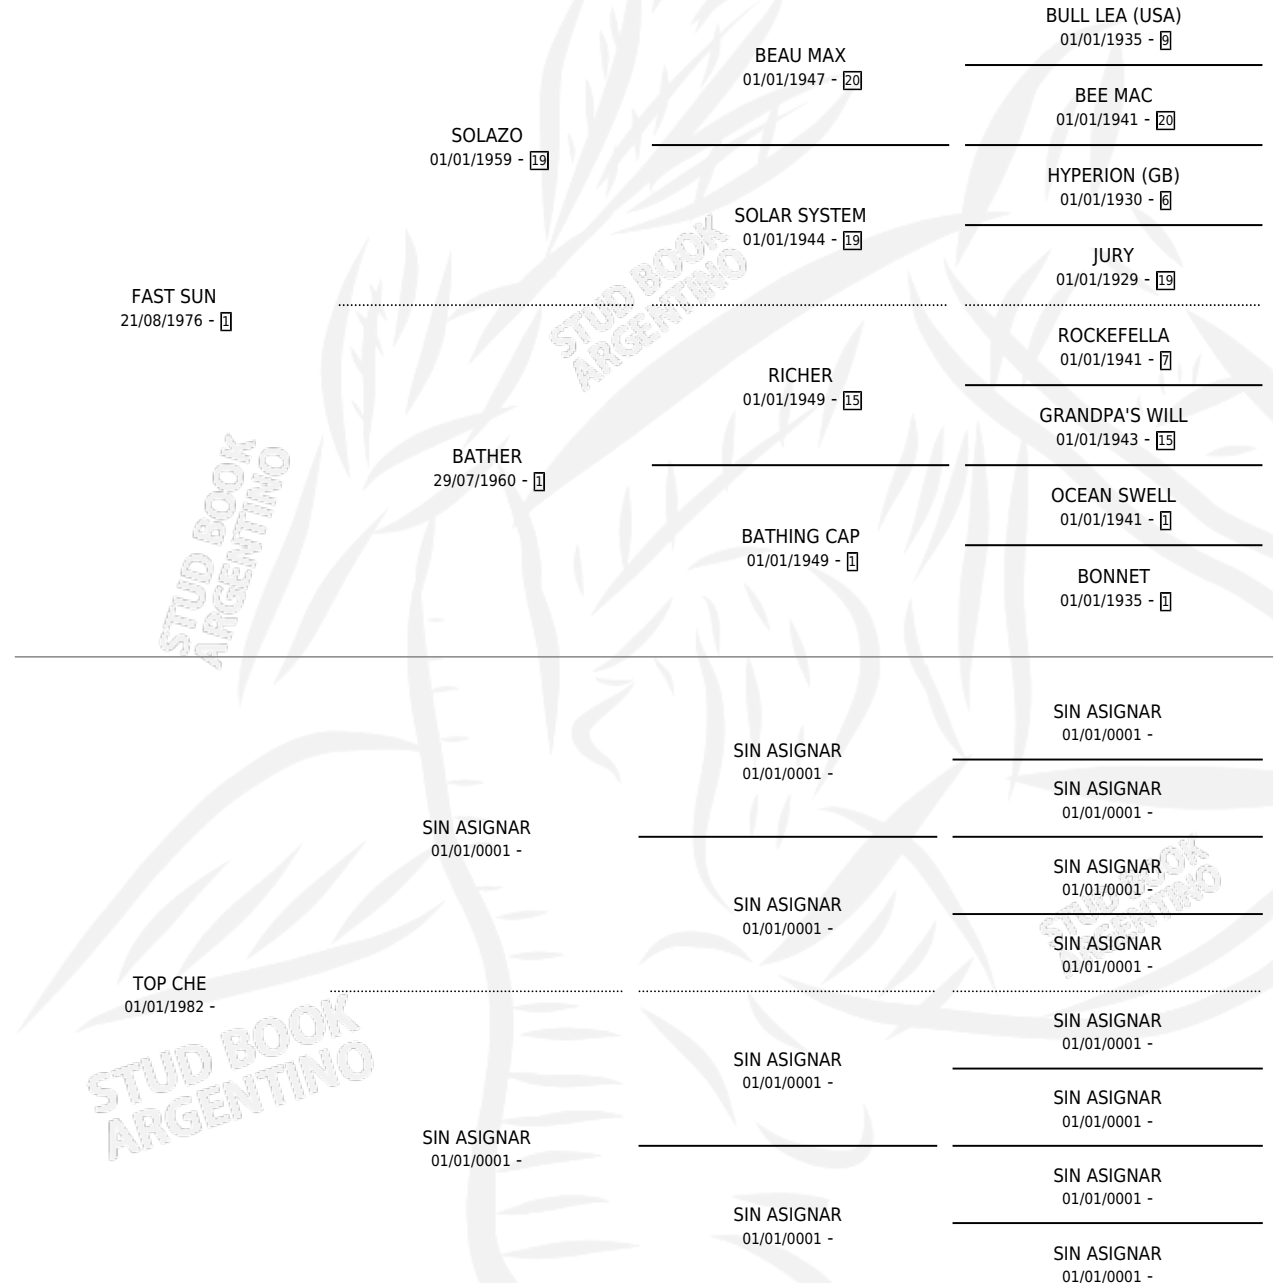 BULL LEA (USA)
01/01/1935 - 9
BEAU MAX
01/01/1947 - 20
BEE MAC
01/01/1941 - 20
SOLAZO
01/01/1959 - 19
HYPERION (GB)
01/01/1930 - 6
SOLAR SYSTEM
01/01/1944 - 19
JURY
01/01/1929 - 19
FAST SUN
21/08/1976 - 1
STUD BOOK
ARGENTINO
ROCKEFELLA
01/01/1941 - 7
RICHER
01/01/1949 - 15
GRANDPA'S WILL
01/01/1943 - 15
BATHER
29/07/1960 - 1
OCEAN SWELL
01/01/1941 - 1
BATHING CAP
01/01/1949 - 1
BONNET
01/01/1935 - 1
STUD BOOK
ARGENTINO
SIN ASIGNAR
01/01/0001 -
SIN ASIGNAR
01/01/0001 -
SIN ASIGNAR
01/01/0001 -
SIN ASIGNAR
01/01/0001 -
SIN ASIGNAR
01/01/0001 -
SIN ASIGNAR
01/01/0001 -
SIN ASIGNAR
01/01/0001 -
STUD BOOK
ARGENTINO
TOP CHE
01/01/1982 -
SIN ASIGNAR
01/01/0001 -
SIN ASIGNAR
01/01/0001 -
SIN ASIGNAR
01/01/0001 -
SIN ASIGNAR
01/01/0001 -
SIN ASIGNAR
01/01/0001 -
SIN ASIGNAR
01/01/0001 -
SIN ASIGNAR
01/01/0001 -
STUD BOOK
ARGENTINO